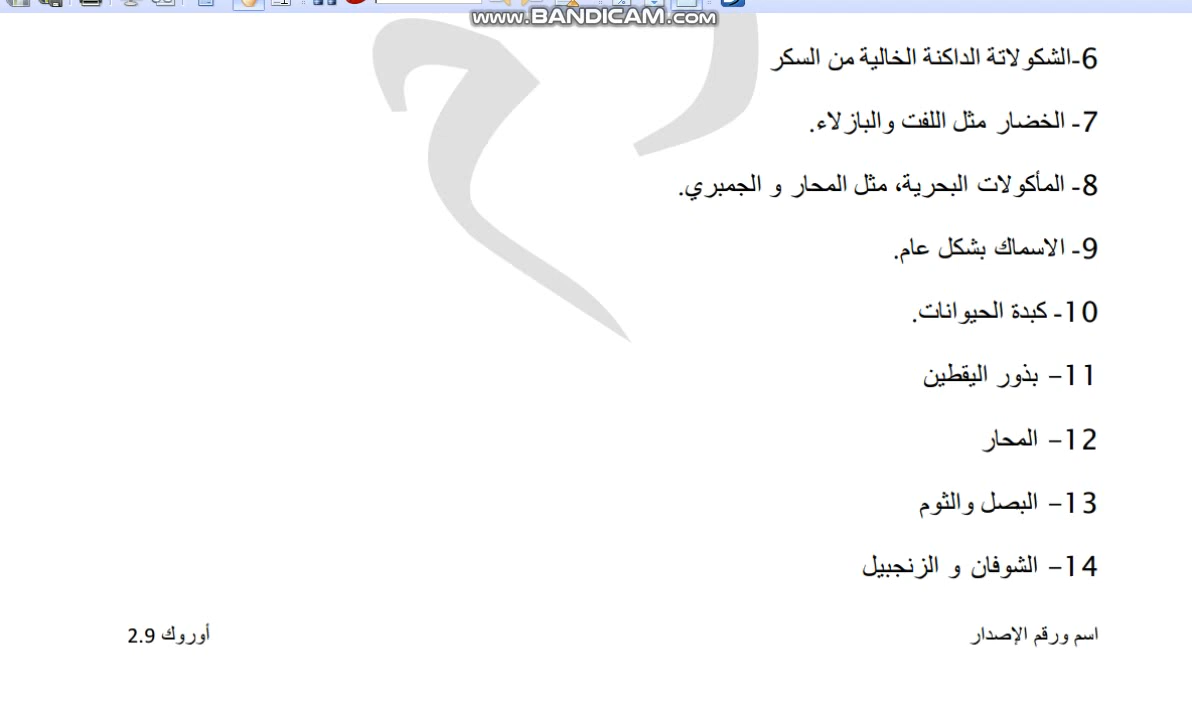 www.BANDICAM.com
6-الشكولاتة الداكنة الخالية من السكر
7- الخضار مثل اللفت والبازلاء.
8- المأكولات البحرية، مثل المحار و الجمبري.
9- الاسماك بشكل عام.
10- كبدة الحيوانات.
11– بذور اليقطين
12– المحار
13– البصل والثوم
14– الشوفان و الزنجبيل
اسم ورقم الإصدار أوروك 2.9